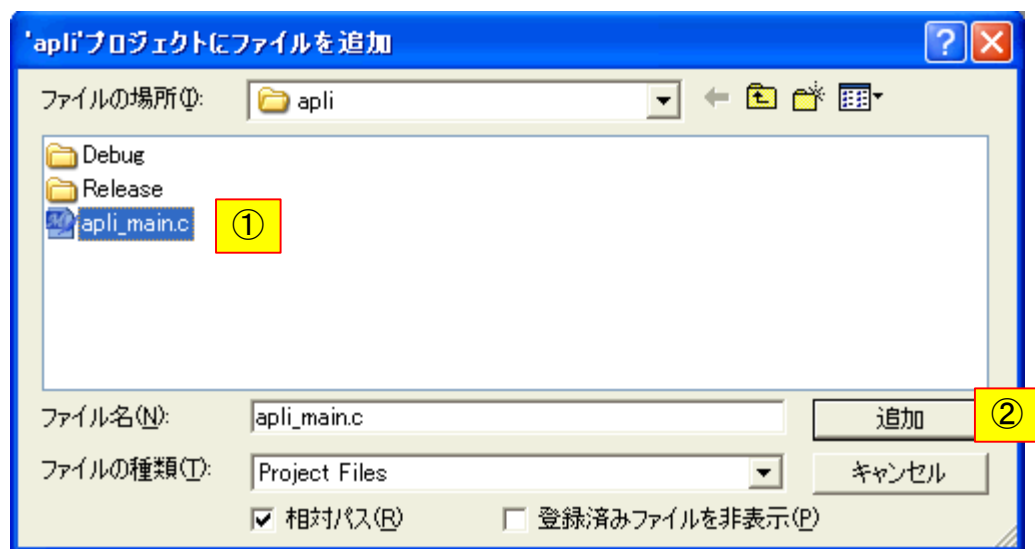 'apli'プロジェクトにファイルを追加
ファイルの場所(I): apli
Debug
Release
apli_main.c ①
ファイル名(N): apli_main.c 追加 ②
ファイルの種類(T): Project Files キャンセル
相対パス(R) 登録済みファイルを非表示(P)